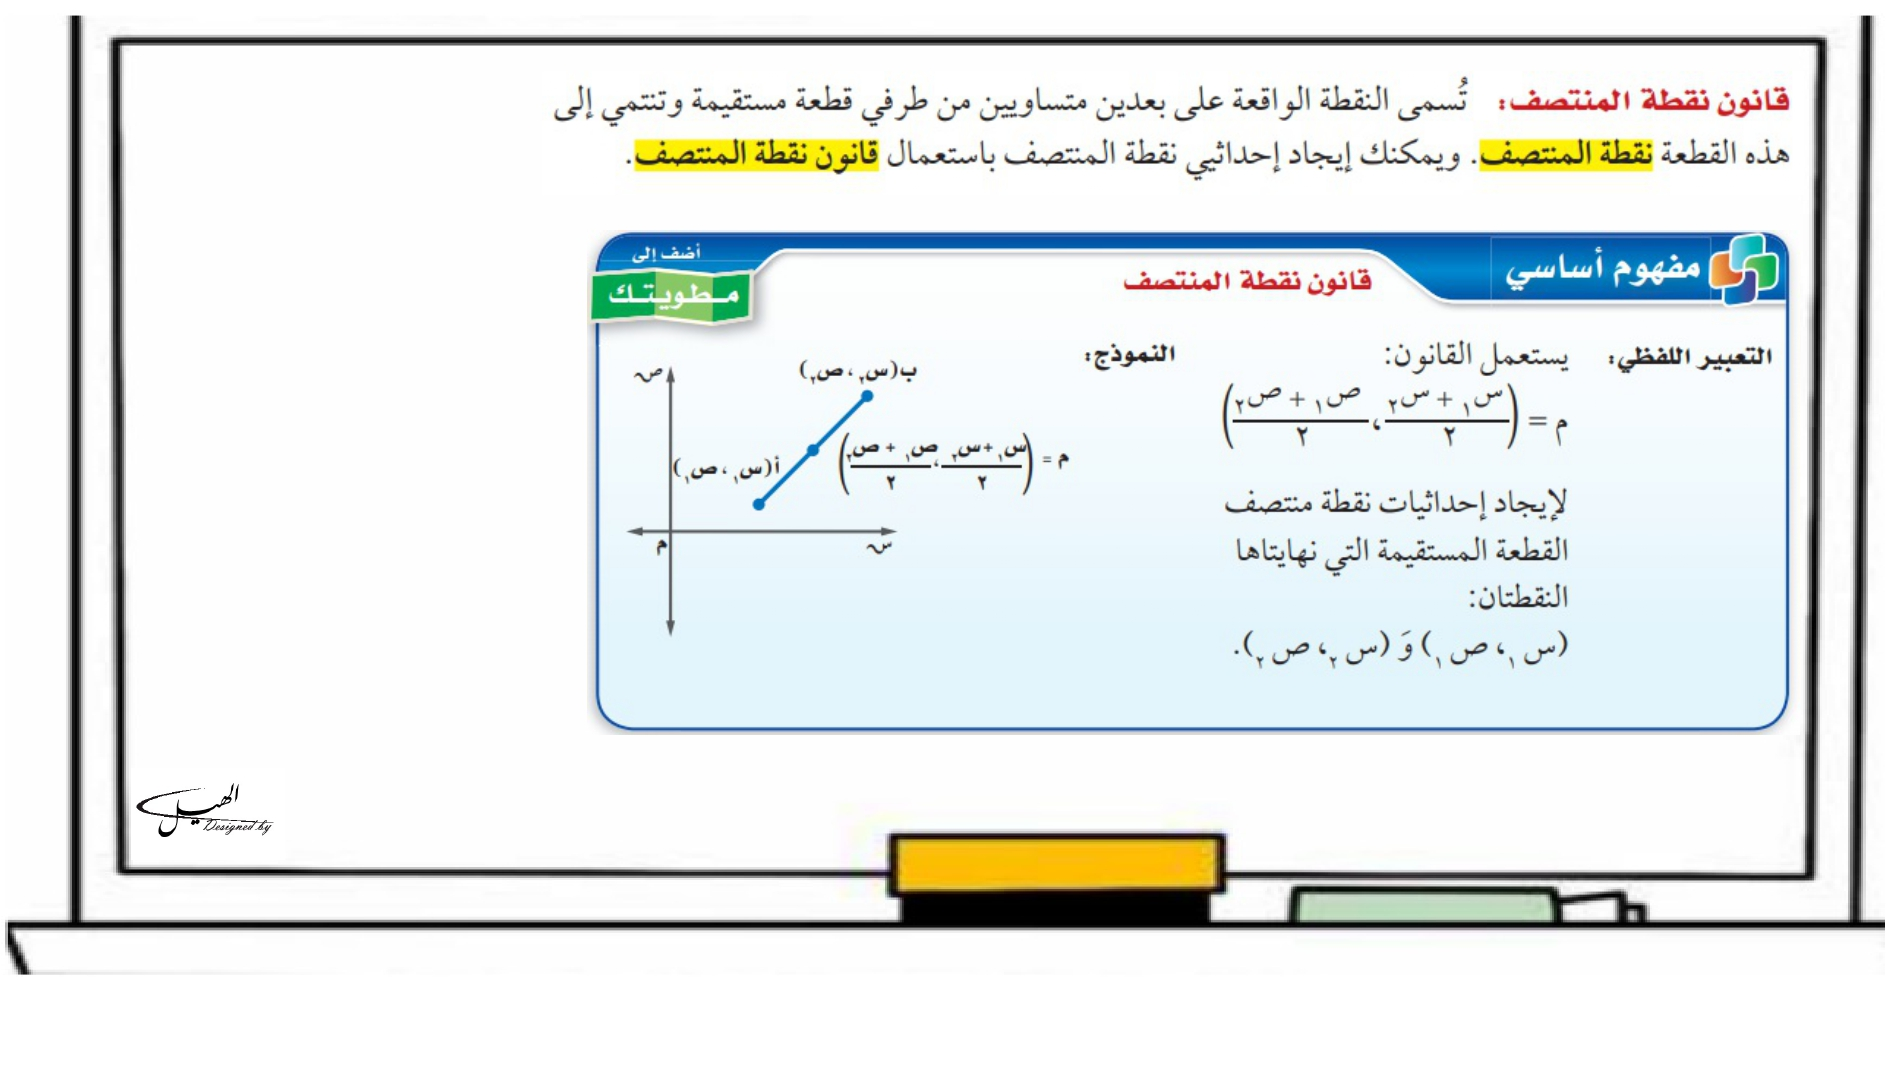 قانون نقطة المنتصف: تُسمى النقطة الواقعة على بعدين متساويين من طرفي قطعة مستقيمة وتنتمي إلى
هذه القطعة نقطة المنتصف. ويمكنك إيجاد إحداثيي نقطة المنتصف باستعمال قانون نقطة المنتصف.
مفهوم أساسي
قانون نقطة المنتصف
أضف إلى
مـطويـتـك
التعبير اللفظي: يستعمل القانون:
م = (س١ + س٢ / ٢ ، ص١ + ص٢ / ٢)
لإيجاد إحداثيات نقطة منتصف
القطعة المستقيمة التي نهايتاها
النقطتان:
(س١، ص١) وَ (س٢، ص٢).
النموذج:
ص
ب(س٢، ص٢)
م = (س١+س٢ / ٢ ، ص١ + ص٢ / ٢)
أ(س١، ص١)
م
س
الهيل
Designed by